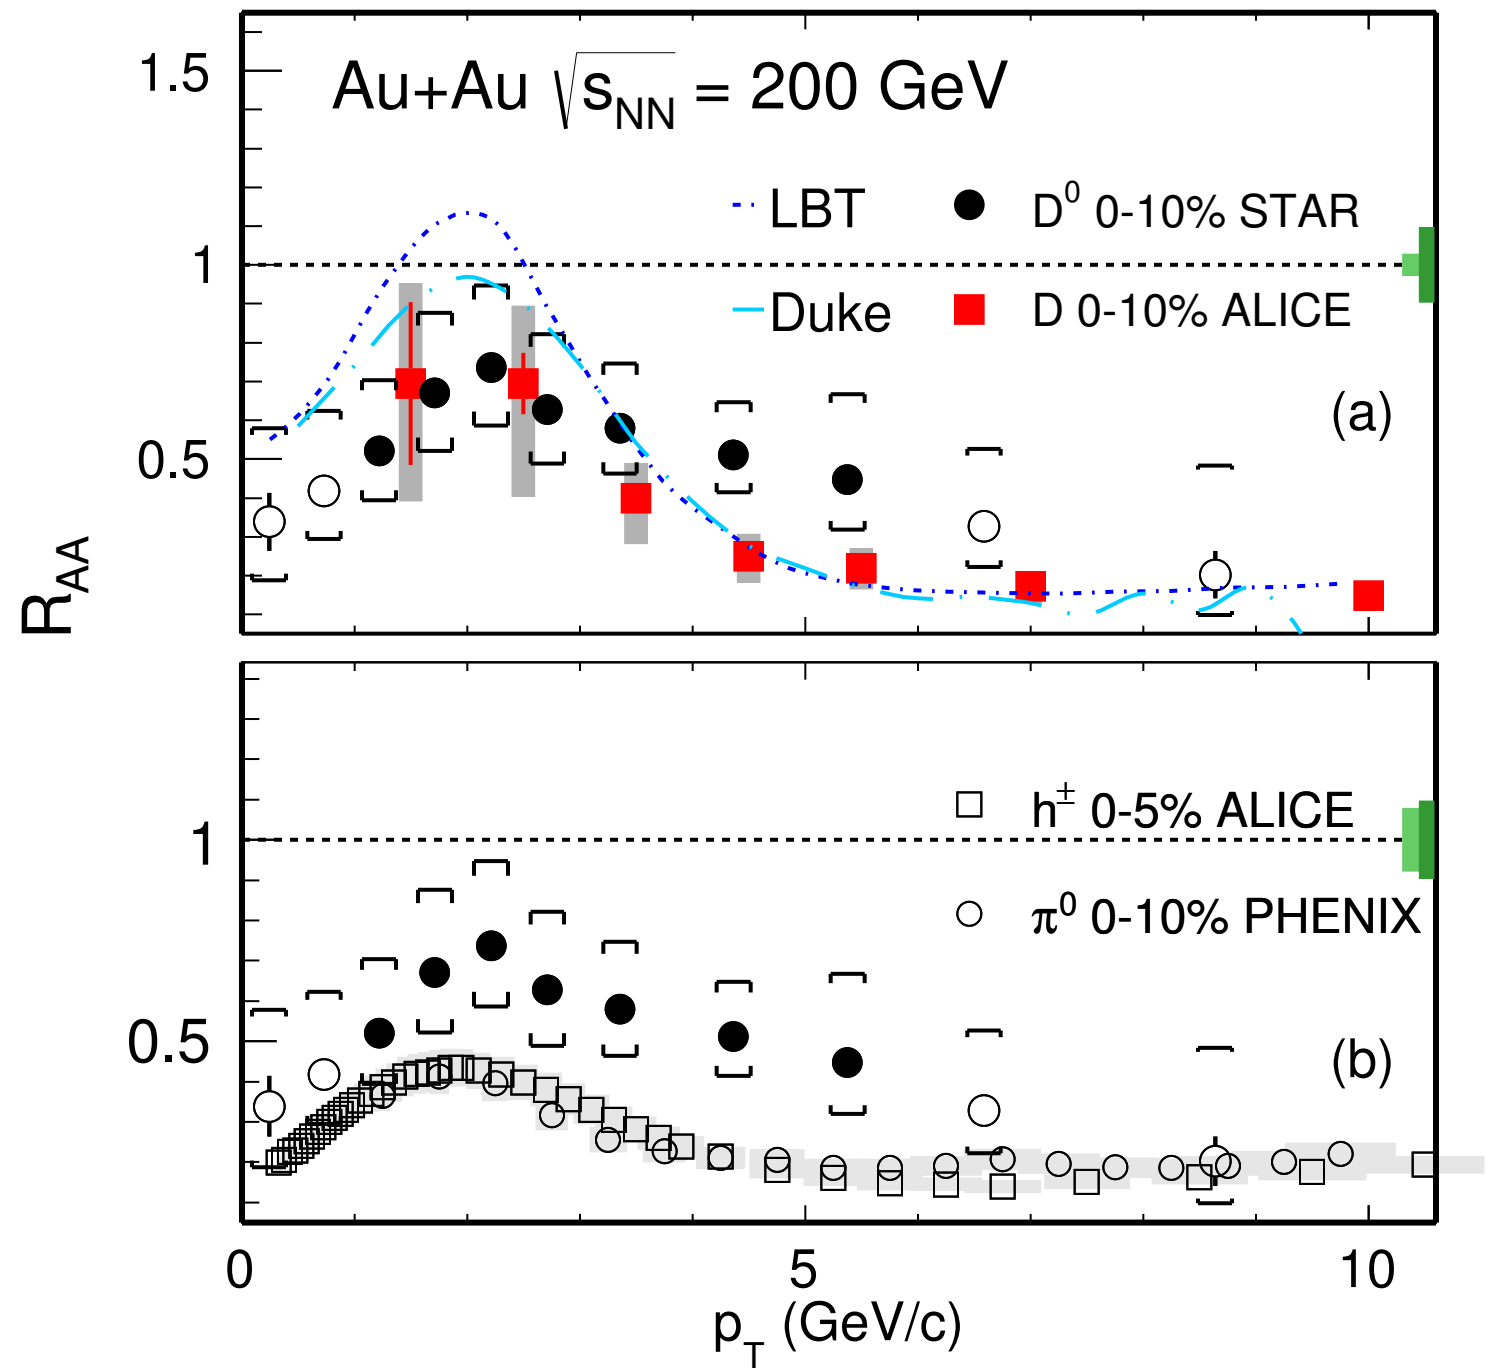 Au+Au √sNN = 200 GeV
1.5
1
0.5
LBT
D0 0-10% STAR
Duke
D 0-10% ALICE
(a)
RAA
1
0.5
h± 0-5% ALICE
π0 0-10% PHENIX
(b)
0 5 10
pT (GeV/c)